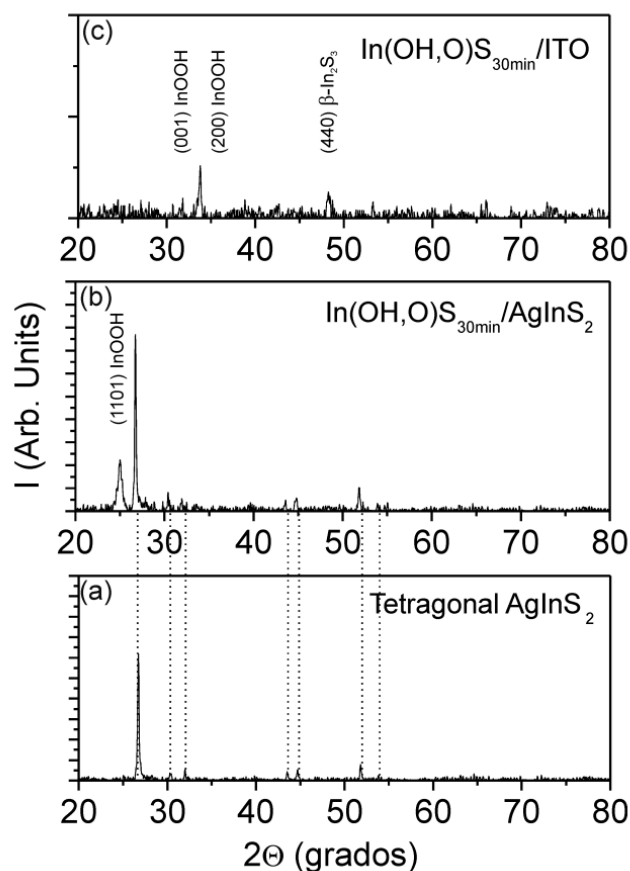 (c)
In(OH,O)S30min/ITO
(001) InOOH
(200) InOOH
(440) β-In2S3
20 30 40 50 60 70 80
(b)
In(OH,O)S30min/AgInS2
(1101) InOOH
I (Arb. Units)
20 30 40 50 60 70 80
(a)
Tetragonal AgInS2
20 30 40 50 60 70 80
2Θ (grados)